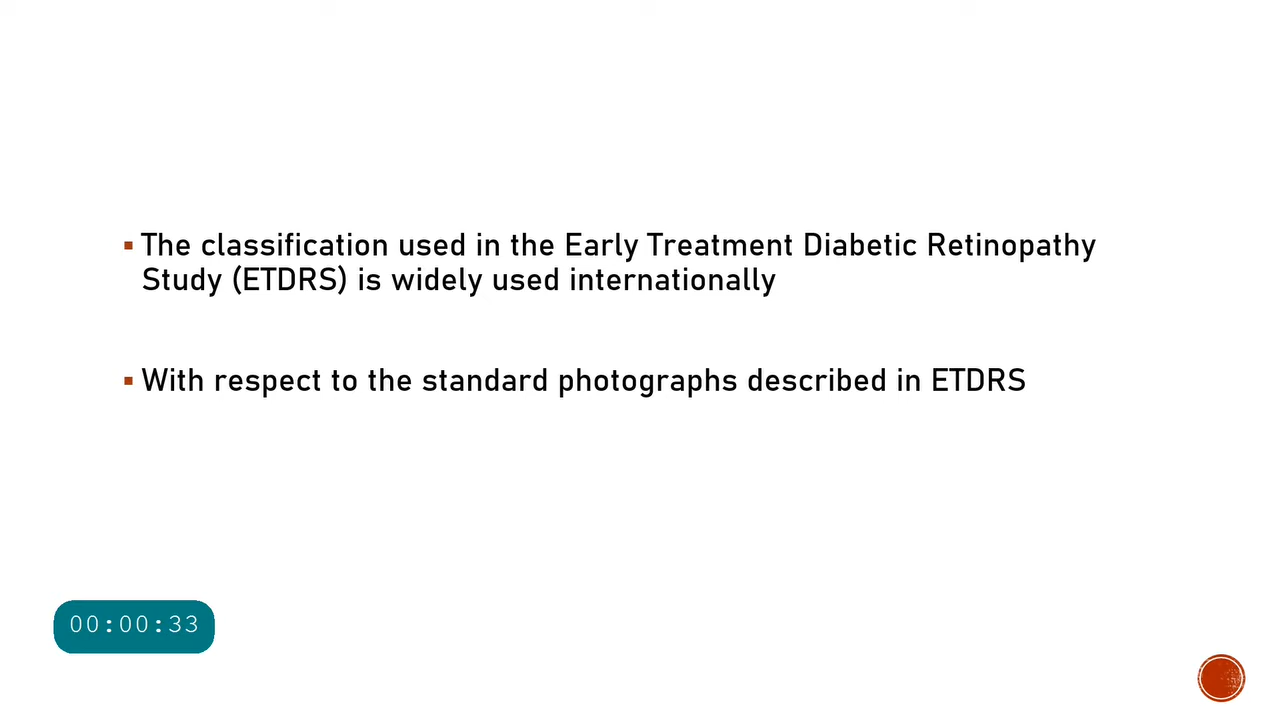 ▪ The classification used in the Early Treatment Diabetic Retinopathy
Study (ETDRS) is widely used internationally
▪ With respect to the standard photographs described in ETDRS
00:00:33